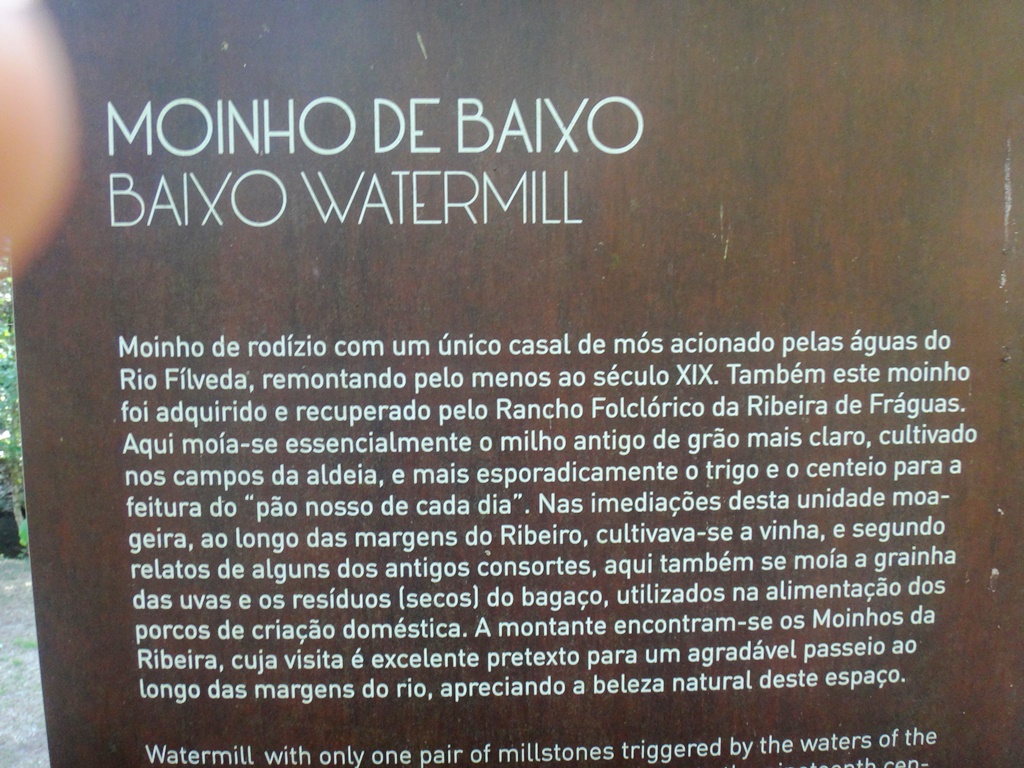 MOINHO DE BAIXO
BAIXO WATERMILL
Moinho de rodízio com um único casal de mós acionado pelas águas do
Rio Fílveda, remontando pelo menos ao século XIX. Também este moinho
foi adquirido e recuperado pelo Rancho Folclórico da Ribeira de Fráguas.
Aqui moía-se essencialmente o milho antigo de grão mais claro, cultivado
nos campos da aldeia, e mais esporadicamente o trigo e o centeio para a
feitura do “pão nosso de cada dia”. Nas imediações desta unidade moa-
geira, ao longo das margens do Ribeiro, cultivava-se a vinha, e segundo
relatos de alguns dos antigos consortes, aqui também se moía a grainha
das uvas e os resíduos (secos) do bagaço, utilizados na alimentação dos
porcos de criação doméstica. A montante encontram-se os Moinhos da
Ribeira, cuja visita é excelente pretexto para um agradável passeio ao
longo das margens do rio, apreciando a beleza natural deste espaço.
Watermill with only one pair of millstones triggered by the waters of the
nineteenth cen-